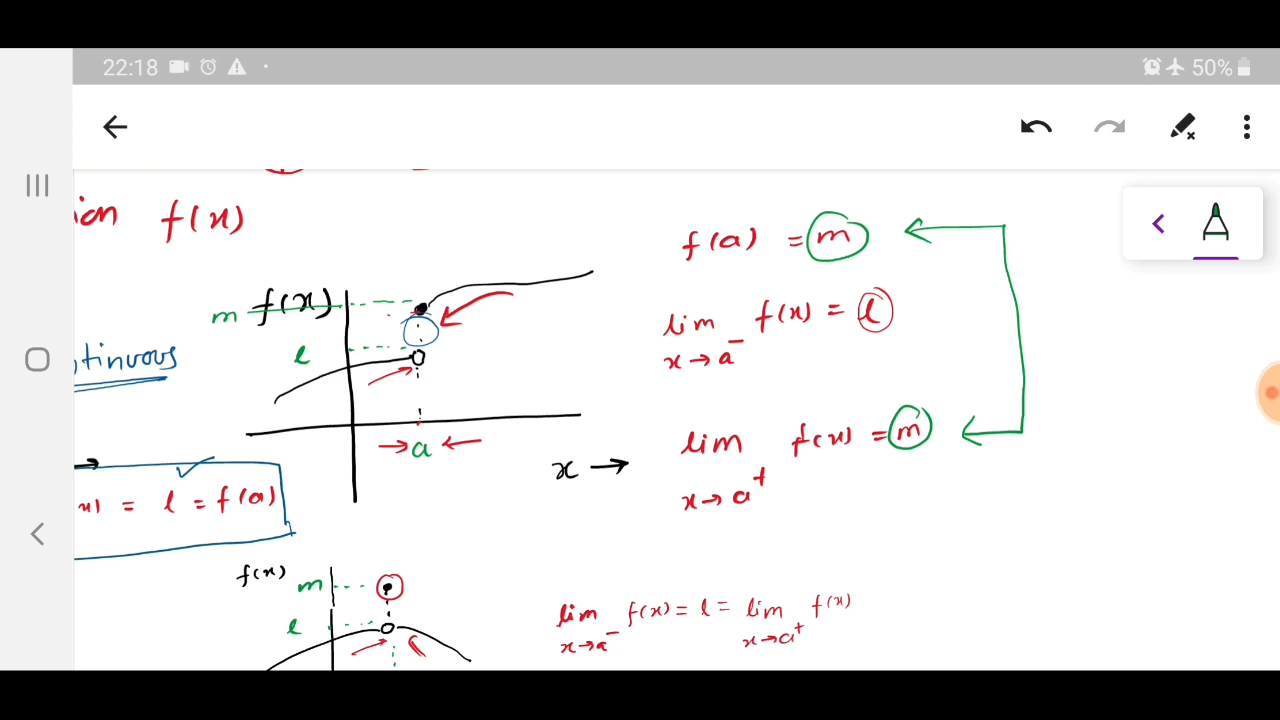 22:18
50%
ion f(x)
f(a) = m
f(x)
m
l
lim f(x) = l
x→a⁻
tinuous
a
x →
lim f(x) = m
x→a⁺
x) = l = f(a)
f(x)
m
l
lim f(x) = l = lim f(x)
x→a⁻ x→a⁺